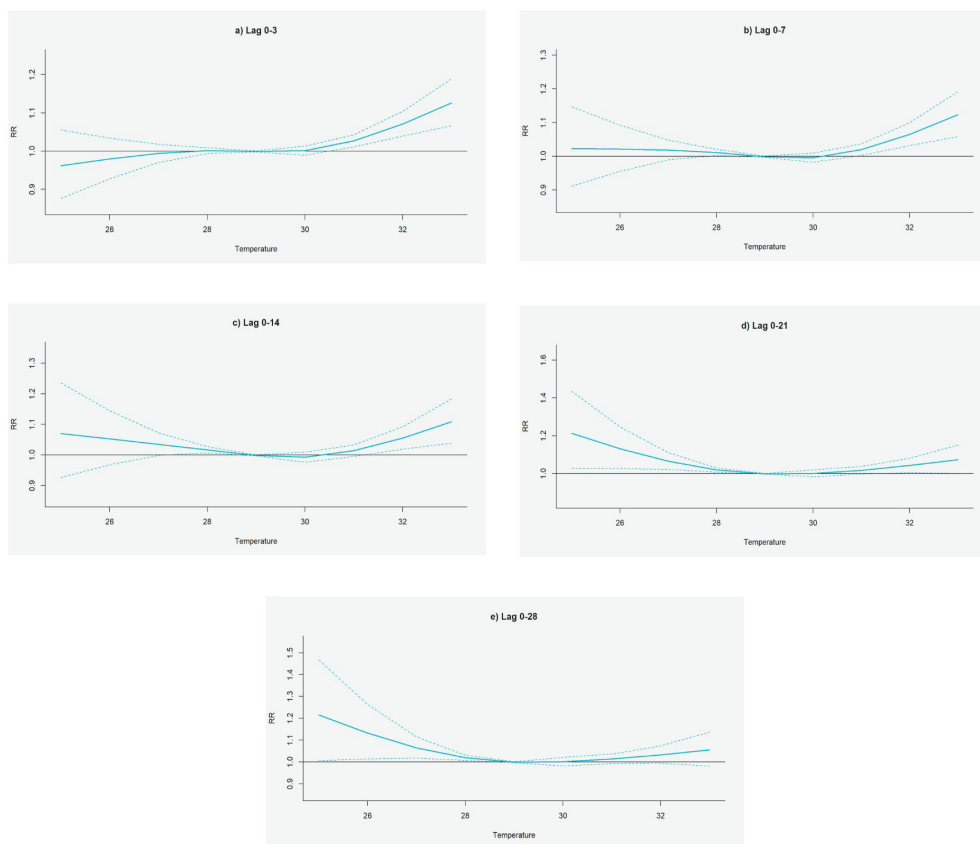 a) Lag 0-3
RR
1.2
1.1
1.0
0.9
26 28 30 32
Temperature
b) Lag 0-7
RR
1.3
1.2
1.1
1.0
0.9
26 28 30 32
Temperature
c) Lag 0-14
RR
1.3
1.2
1.1
1.0
0.9
26 28 30 32
Temperature
d) Lag 0-21
RR
1.6
1.4
1.2
1.0
26 28 30 32
Temperature
e) Lag 0-28
RR
1.5
1.4
1.3
1.2
1.1
1.0
0.9
26 28 30 32
Temperature